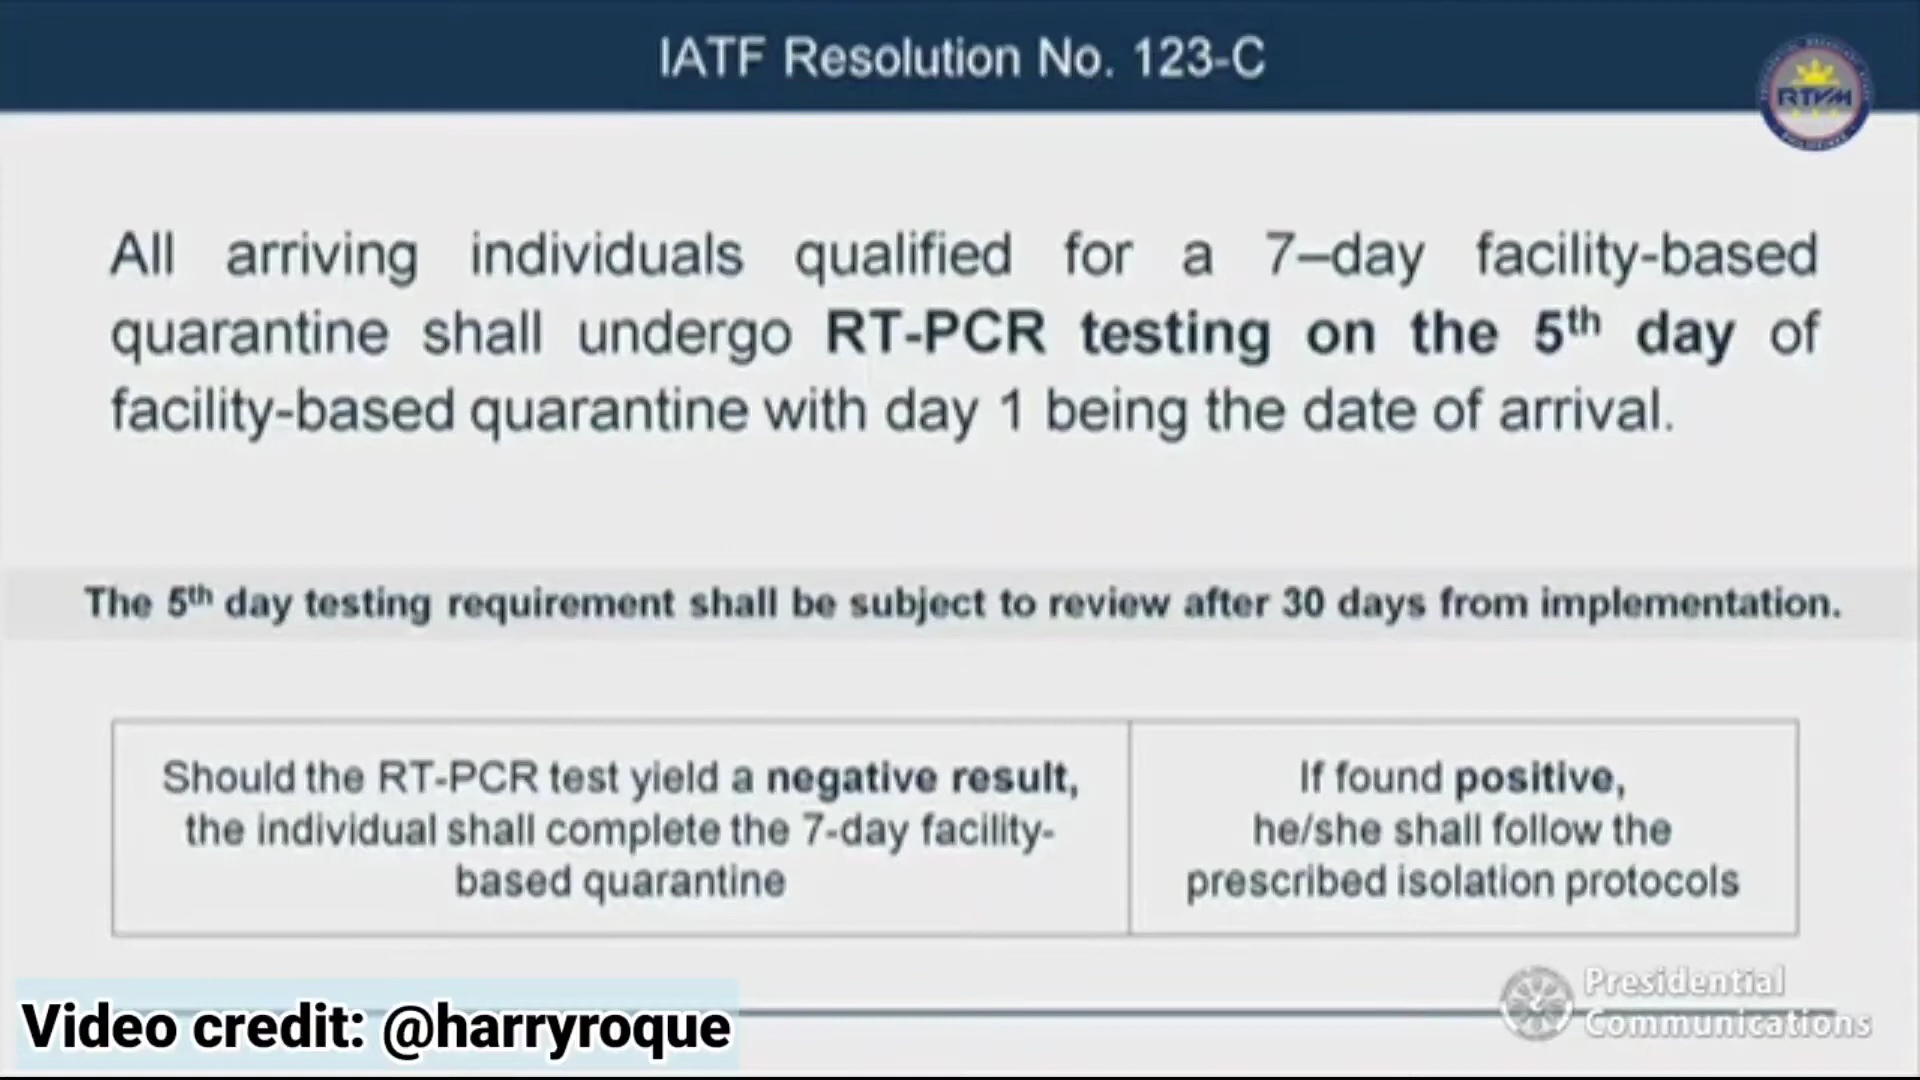 IATF Resolution No. 123-C
RTVM
PHILIPPINES
All arriving individuals qualified for a 7–day facility-based
quarantine shall undergo RT-PCR testing on the 5th day of
facility-based quarantine with day 1 being the date of arrival.
The 5th day testing requirement shall be subject to review after 30 days from implementation.
Should the RT-PCR test yield a negative result,
the individual shall complete the 7-day facility-
based quarantine
If found positive,
he/she shall follow the
prescribed isolation protocols
Presidential
Communications
Video credit: @harryroque